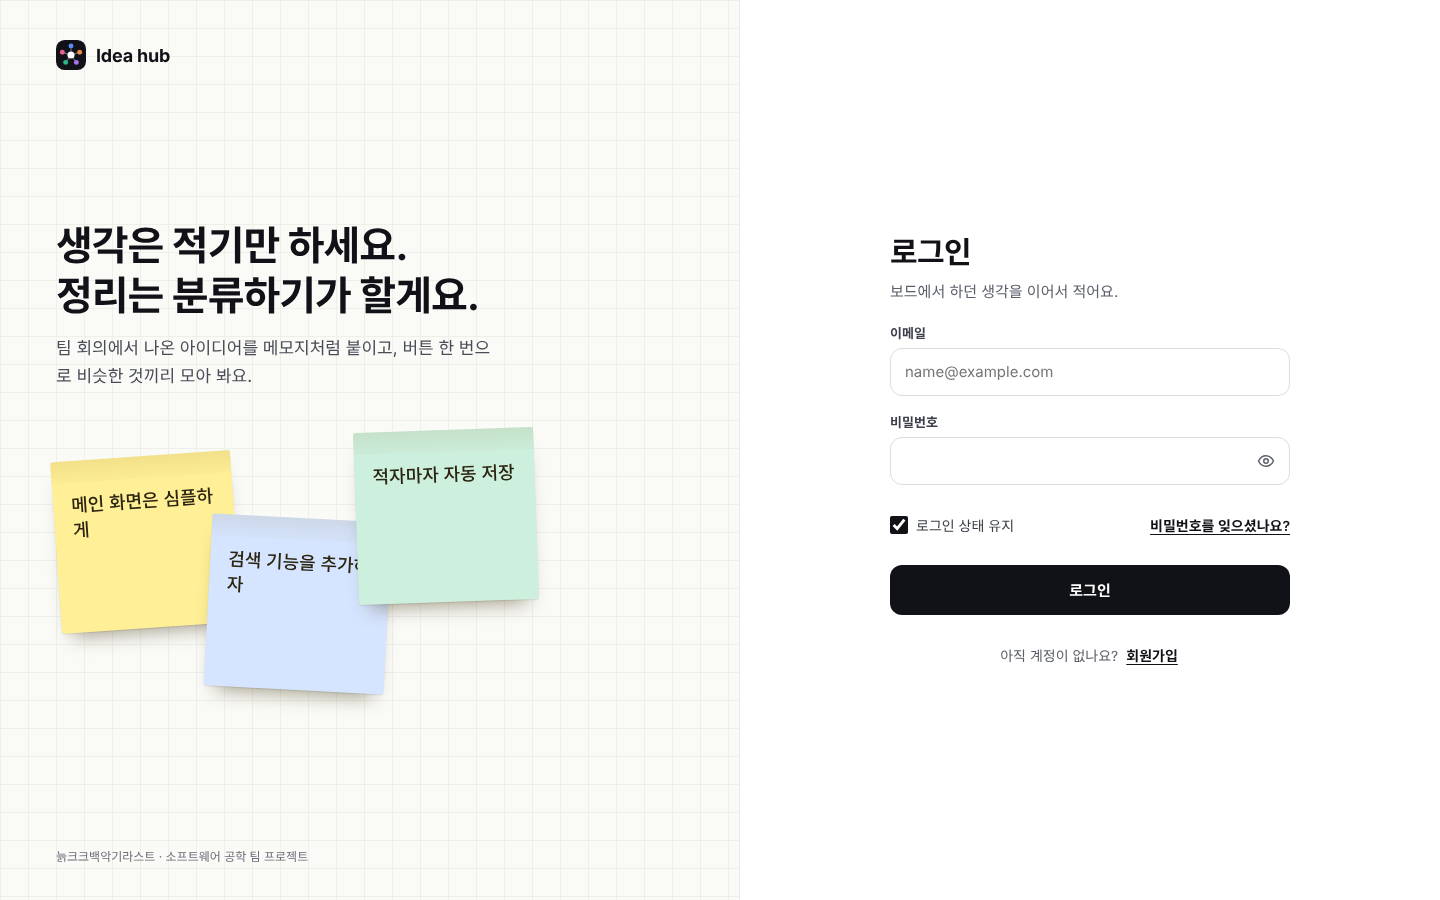 Idea hub
생각은 적기만 하세요.
정리는 분류하기가 할게요.
팀 회의에서 나온 아이디어를 메모지처럼 붙이고, 버튼 한 번으
로 비슷한 것끼리 모아 봐요.
메인 화면은 심플하
게
검색 기능을 추가
자
적자마자 자동 저장
늙크크백악기라스트 · 소프트웨어 공학 팀 프로젝트
로그인
보드에서 하던 생각을 이어서 적어요.
이메일
name@example.com
비밀번호
로그인 상태 유지
비밀번호를 잊으셨나요?
로그인
아직 계정이 없나요? 회원가입